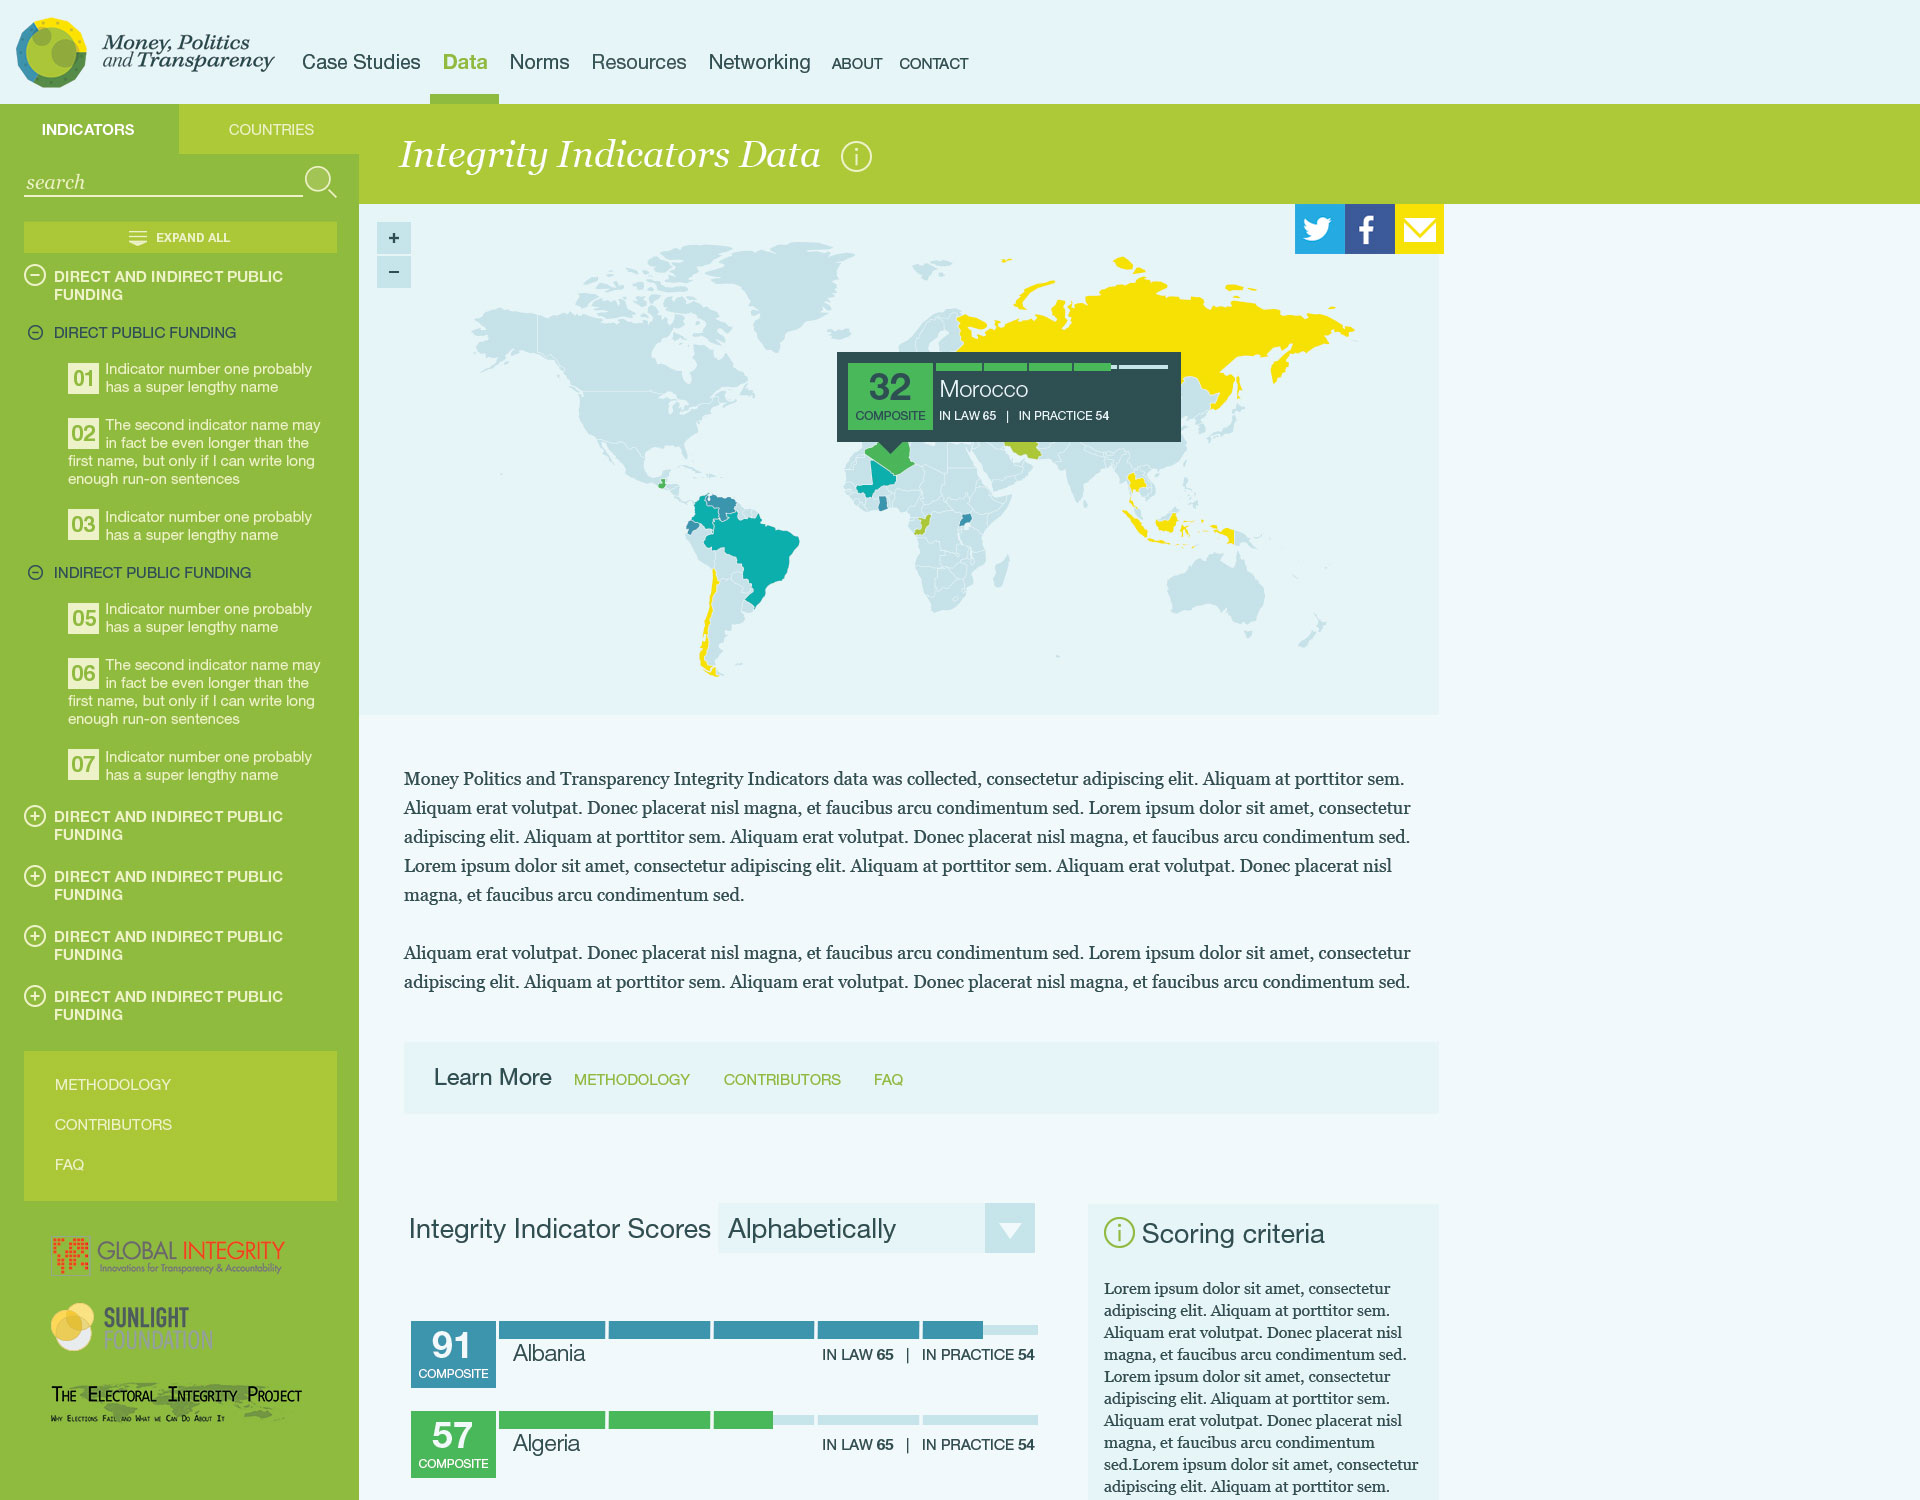 Money, Politics
and Transparency
Case Studies
Data
Norms
Resources
Networking
ABOUT
CONTACT
INDICATORS
COUNTRIES
search
EXPAND ALL
DIRECT AND INDIRECT PUBLIC
FUNDING
DIRECT PUBLIC FUNDING
01 Indicator number one probably
has a super lengthy name
02 The second indicator name may
in fact be even longer than the
first name, but only if I can write long
enough run-on sentences
03 Indicator number one probably
has a super lengthy name
INDIRECT PUBLIC FUNDING
05 Indicator number one probably
has a super lengthy name
06 The second indicator name may
in fact be even longer than the
first name, but only if I can write long
enough run-on sentences
07 Indicator number one probably
has a super lengthy name
DIRECT AND INDIRECT PUBLIC
FUNDING
DIRECT AND INDIRECT PUBLIC
FUNDING
DIRECT AND INDIRECT PUBLIC
FUNDING
DIRECT AND INDIRECT PUBLIC
FUNDING
METHODOLOGY
CONTRIBUTORS
FAQ
GLOBAL INTEGRITY
Innovations for Transparency & Accountability
SUNLIGHT
FOUNDATION
THE ELECTORAL INTEGRITY PROJECT
WHY ELECTIONS FAIL AND WHAT WE CAN DO ABOUT IT
Integrity Indicators Data i
+
−
32
COMPOSITE
Morocco
IN LAW 65 | IN PRACTICE 54
Money Politics and Transparency Integrity Indicators data was collected, consectetur adipiscing elit. Aliquam at porttitor sem.
Aliquam erat volutpat. Donec placerat nisl magna, et faucibus arcu condimentum sed. Lorem ipsum dolor sit amet, consectetur
adipiscing elit. Aliquam at porttitor sem. Aliquam erat volutpat. Donec placerat nisl magna, et faucibus arcu condimentum sed.
Lorem ipsum dolor sit amet, consectetur adipiscing elit. Aliquam at porttitor sem. Aliquam erat volutpat. Donec placerat nisl
magna, et faucibus arcu condimentum sed.
Aliquam erat volutpat. Donec placerat nisl magna, et faucibus arcu condimentum sed. Lorem ipsum dolor sit amet, consectetur
adipiscing elit. Aliquam at porttitor sem. Aliquam erat volutpat. Donec placerat nisl magna, et faucibus arcu condimentum sed.
Learn More METHODOLOGY CONTRIBUTORS FAQ
Integrity Indicator Scores Alphabetically
91
COMPOSITE
Albania
IN LAW 65 | IN PRACTICE 54
57
COMPOSITE
Algeria
IN LAW 65 | IN PRACTICE 54
i Scoring criteria
Lorem ipsum dolor sit amet, consectetur
adipiscing elit. Aliquam at porttitor sem.
Aliquam erat volutpat. Donec placerat nisl
magna, et faucibus arcu condimentum sed.
Lorem ipsum dolor sit amet, consectetur
adipiscing elit. Aliquam at porttitor sem.
Aliquam erat volutpat. Donec placerat nisl
magna, et faucibus arcu condimentum
sed.Lorem ipsum dolor sit amet, consectetur
adipiscing elit. Aliquam at porttitor sem.